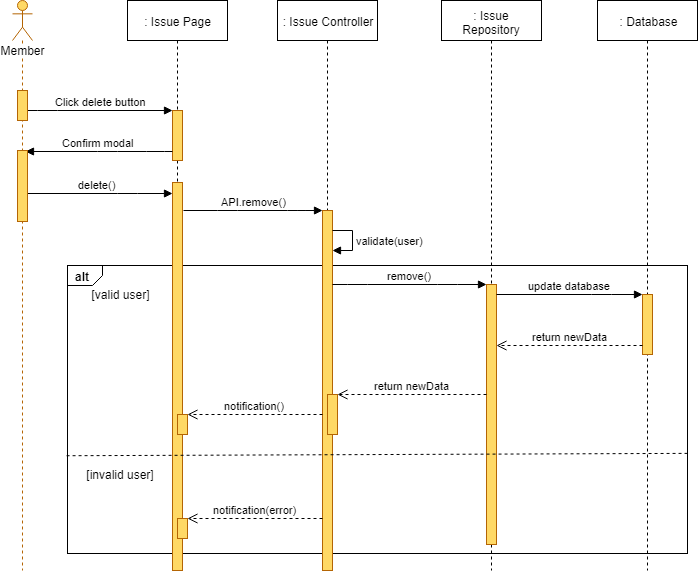 : Issue Page
: Issue Controller
: Issue
Repository
: Database
Member
Click delete button
Confirm modal
delete()
API.remove()
validate(user)
alt
[valid user]
remove()
update database
return newData
return newData
notification()
[invalid user]
notification(error)